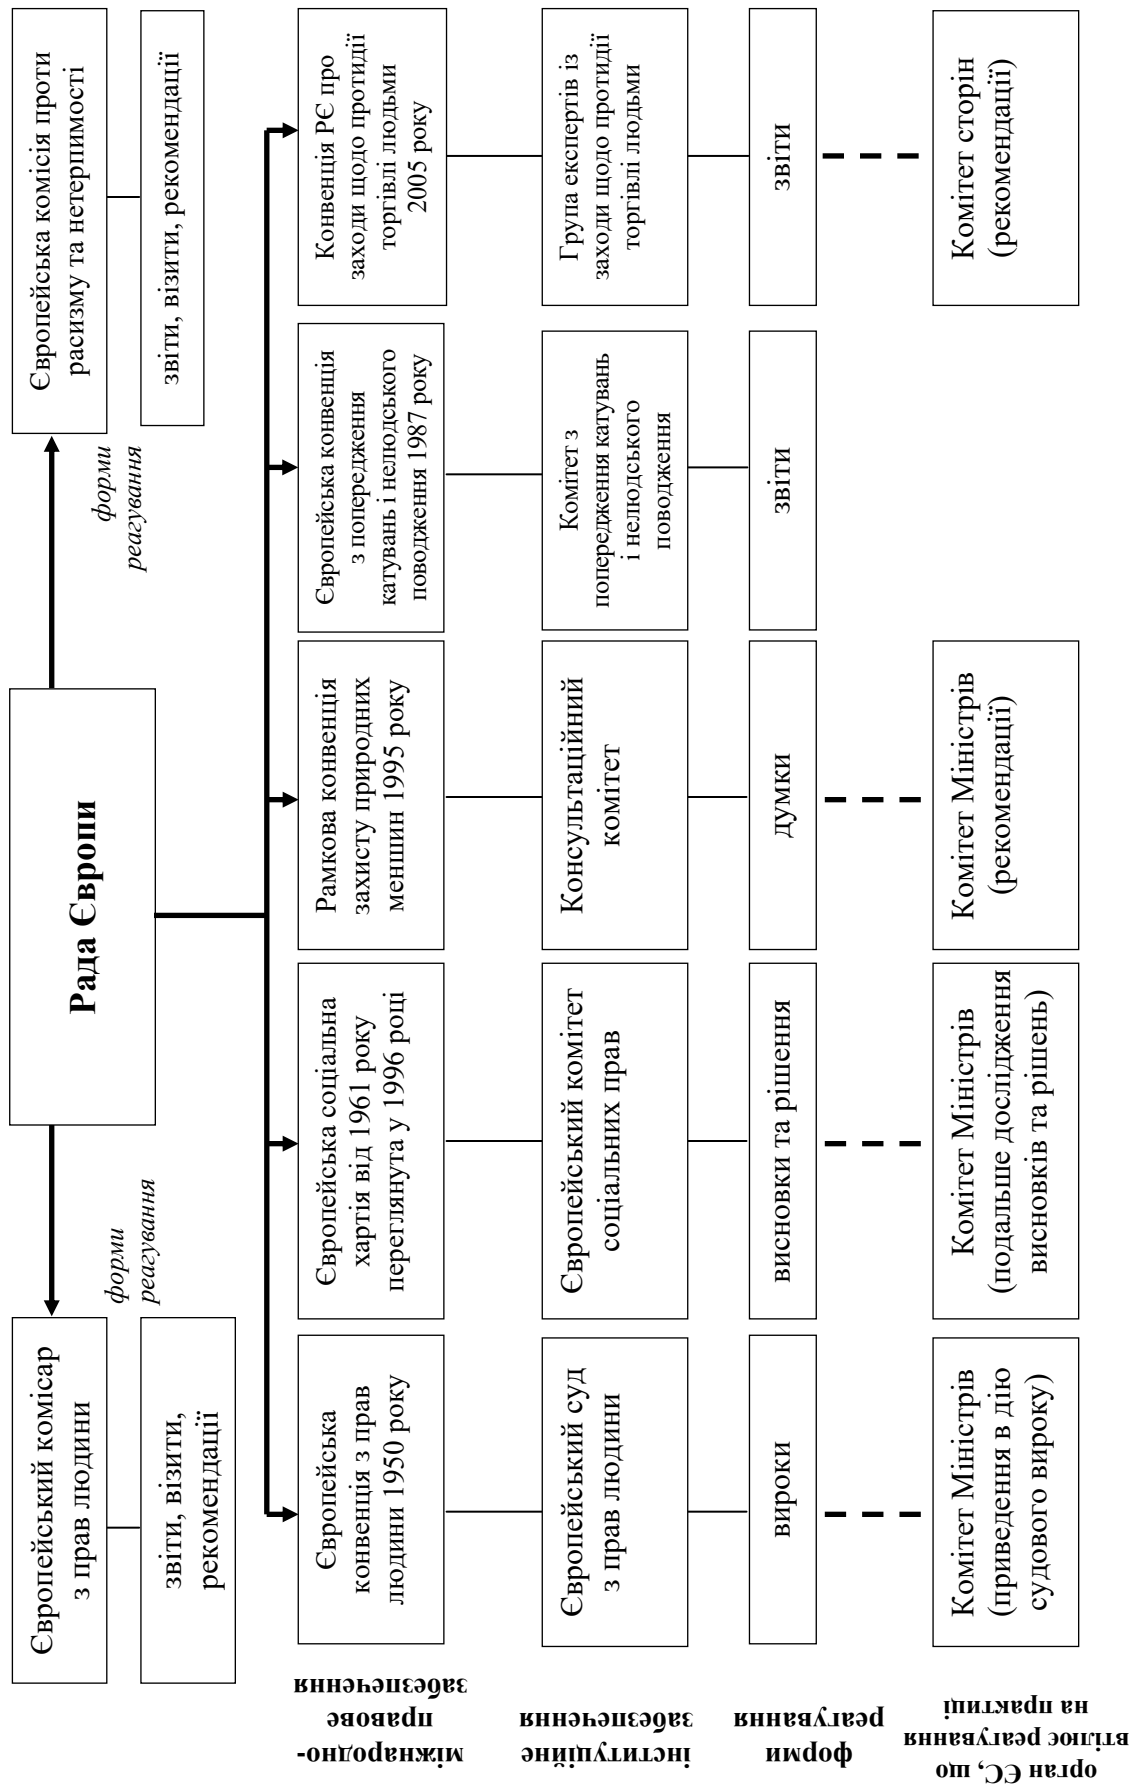 Європейський комісар
з прав людини
форми
реагування
звіти, візити,
рекомендації
Рада Європи
Європейська комісія проти
расизму та нетерпимості
форми
реагування
звіти, візити, рекомендації
міжнародно-
правове
забезпечення
Європейська
конвенція з прав
людини 1950 року
Європейська соціальна
хартія від 1961 року
переглянута у 1996 році
Рамкова конвенція
захисту природних
меншин 1995 року
Європейська конвенція
з попередження
катувань і нелюдського
поводження 1987 року
Конвенція РЄ про
заходи щодо протидії
торгівлі людьми
2005 року
інституційне
забезпечення
Європейський суд
з прав людини
Європейський комітет
соціальних прав
Консультаційний
комітет
Комітет з
попередження катувань
і нелюдського
поводження
Група експертів із
заходи щодо протидії
торгівлі людьми
форми
реагування
вироки
висновки та рішення
думки
звіти
звіти
орган ЄС, що
втілює реагування
на практиці
Комітет Міністрів
(приведення в дію
судового вироку)
Комітет Міністрів
(подальше дослідження
висновків та рішень)
Комітет Міністрів
(рекомендації)
Комітет сторін
(рекомендації)